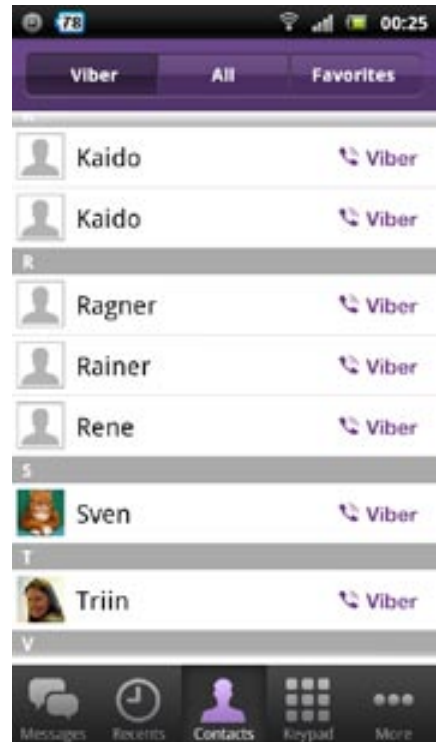 78 00:25
Viber All Favorites
Kaido Viber
Kaido Viber
R
Ragner Viber
Rainer Viber
Rene Viber
S
Sven Viber
T
Triin Viber
V
Messages Recents Contacts Keypad More